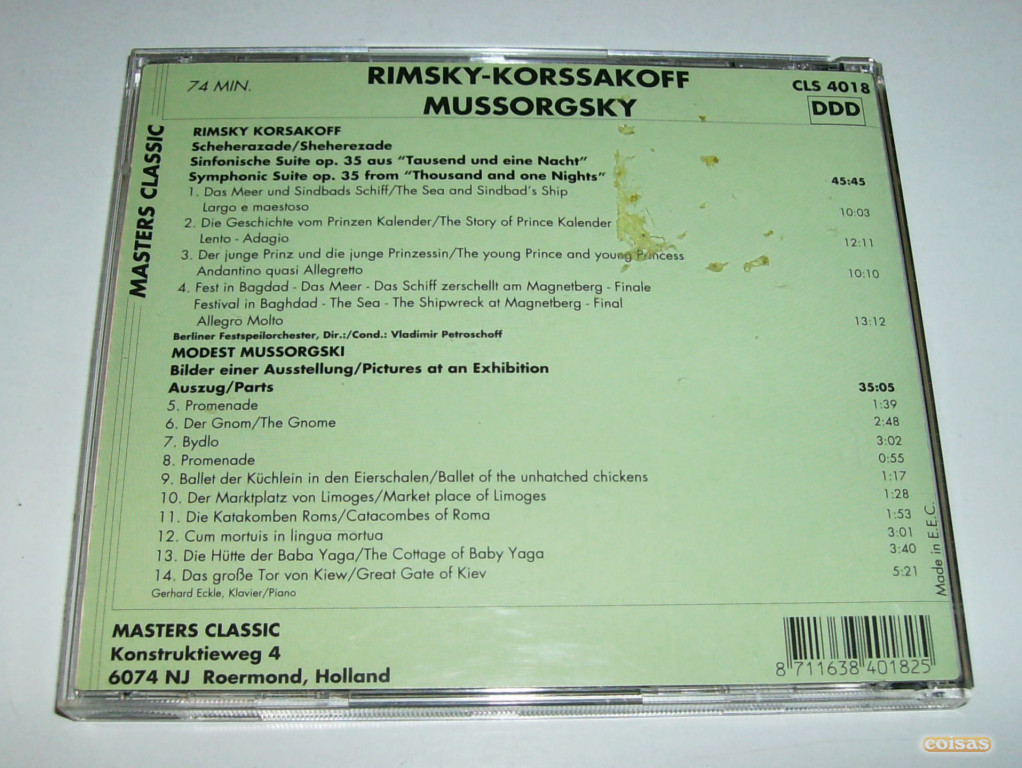 74 MIN.
RIMSKY-KORSSAKOFF
MUSSORGSKY
CLS 4018
DDD
MASTERS CLASSIC
RIMSKY KORSAKOFF
Scheherazade/Sheherezade
Sinfonische Suite op. 35 aus "Tausend und eine Nacht"
Symphonic Suite op. 35 from "Thousand and one Nights" 45:45
1. Das Meer und Sindbads Schiff/The Sea and Sindbad's Ship
Largo e maestoso 10:03
2. Die Geschichte vom Prinzen Kalender/The Story of Prince Kalender
Lento - Adagio 12:11
3. Der junge Prinz und die junge Prinzessin/The young Prince and young Princess
Andantino quasi Allegretto 10:10
4. Fest in Bagdad - Das Meer - Das Schiff zerschellt am Magnetberg - Finale
Festival in Baghdad - The Sea - The Shipwreck at Magnetberg - Final
Allegro Molto 13:12
Berliner Festspeilorchester, Dir.:/Cond.: Vladimir Petroschoff
MODEST MUSSORGSKI
Bilder einer Ausstellung/Pictures at an Exhibition
Auszug/Parts 35:05
5. Promenade 1:39
6. Der Gnom/The Gnome 2:48
7. Bydlo 3:02
8. Promenade 0:55
9. Ballet der Küchlein in den Eierschalen/Ballet of the unhatched chickens 1:17
10. Der Marktplatz von Limoges/Market place of Limoges 1:28
11. Die Katakomben Roms/Catacombes of Roma 1:53
12. Cum mortuis in lingua mortua 3:01
13. Die Hütte der Baba Yaga/The Cottage of Baby Yaga 3:40
14. Das große Tor von Kiew/Great Gate of Kiev 5:21
Gerhard Eckle, Klavier/Piano
Made in E.E.C.
MASTERS CLASSIC
Konstruktieweg 4
6074 NJ Roermond, Holland
8 711638 401825
coisas